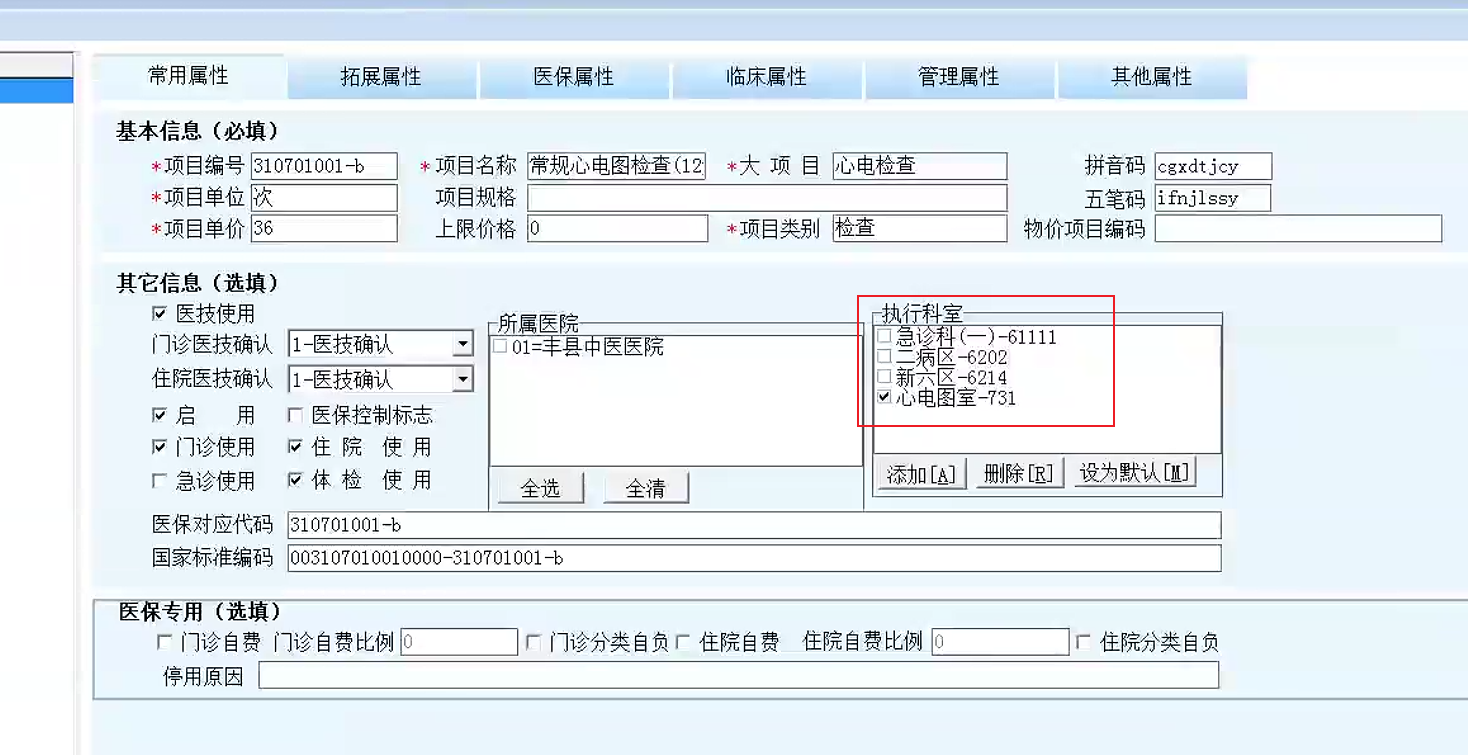 常用属性 拓展属性 医保属性 临床属性 管理属性 其他属性
基本信息（必填）
*项目编号 310701001-b *项目名称 常规心电图检查(12 *大 项 目 心电检查 拼音码 cgxdtjcy
*项目单位 次 项目规格 五笔码 ifnjlssy
*项目单价 36 上限价格 0 *项目类别 检查 物价项目编码
其它信息（选填）
医技使用
门诊医技确认 1-医技确认
住院医技确认 1-医技确认
启 用 医保控制标志
门诊使用 住 院 使 用
急诊使用 体 检 使 用
所属医院
01=丰县中医医院
全选 全清
执行科室
急诊科(一)-61111
二病区-6202
新六区-6214
心电图室-731
添加[A] 删除[R] 设为默认[M]
医保对应代码 310701001-b
国家标准编码 003107010010000-310701001-b
医保专用（选填）
门诊自费 门诊自费比例 0 门诊分类自负 住院自费 住院自费比例 0 住院分类自负
停用原因